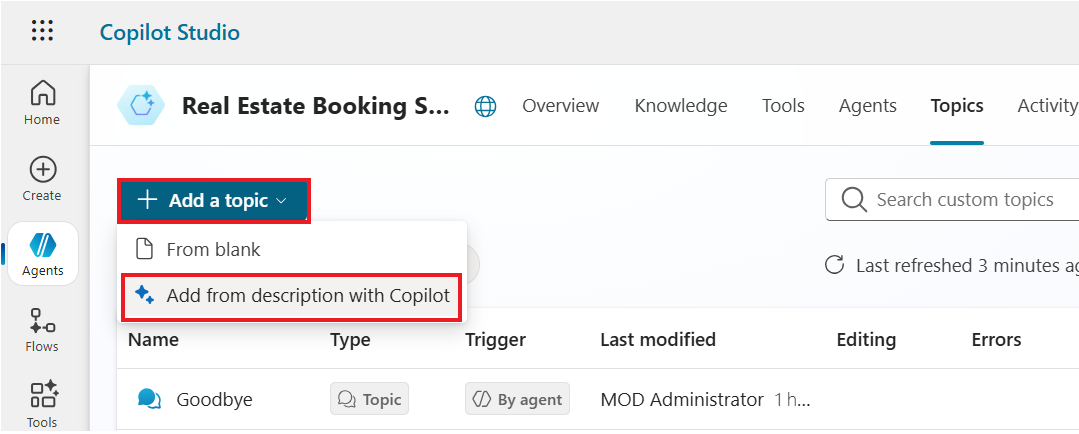 Copilot Studio
Home
Create
Agents
Flows
Tools
Real Estate Booking S... Overview Knowledge Tools Agents Topics Activity
Add a topic
Search custom topics
From blank
Add from description with Copilot
Last refreshed 3 minutes ag
Name Type Trigger Last modified Editing Errors
Goodbye Topic By agent MOD Administrator 1 h...